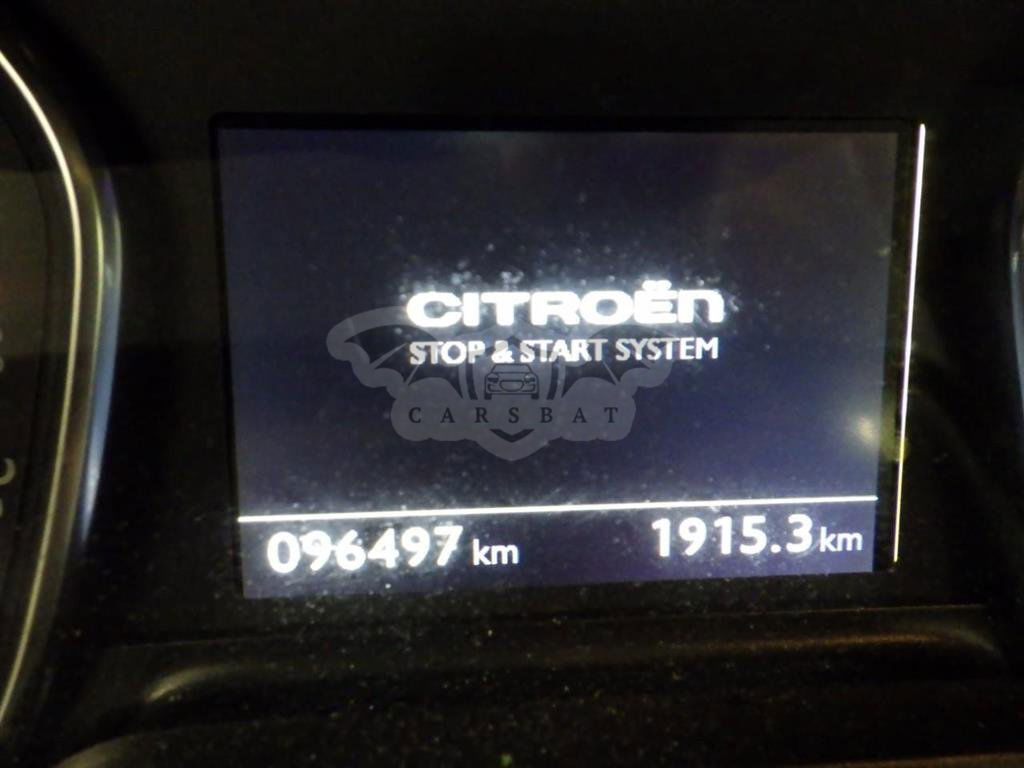 CITROËN
STOP & START SYSTEM
CARSBAT
096497 km 1915.3 km